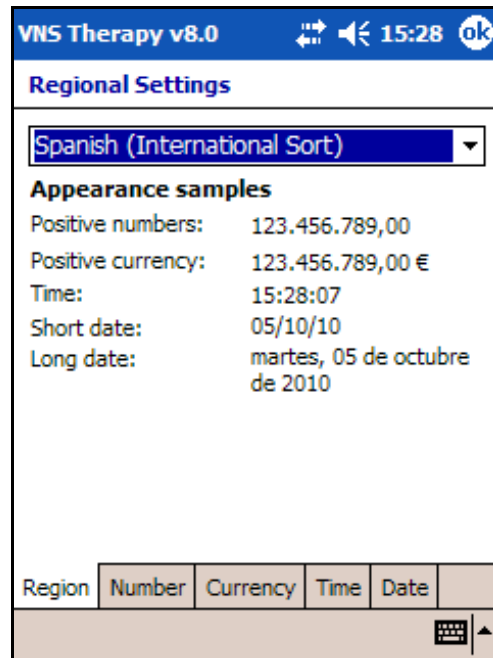 VNS Therapy v8.0 15:28 ok
Regional Settings
Spanish (International Sort)
Appearance samples
Positive numbers: 123.456.789,00
Positive currency: 123.456.789,00 €
Time: 15:28:07
Short date: 05/10/10
Long date: martes, 05 de octubre
de 2010
Region Number Currency Time Date